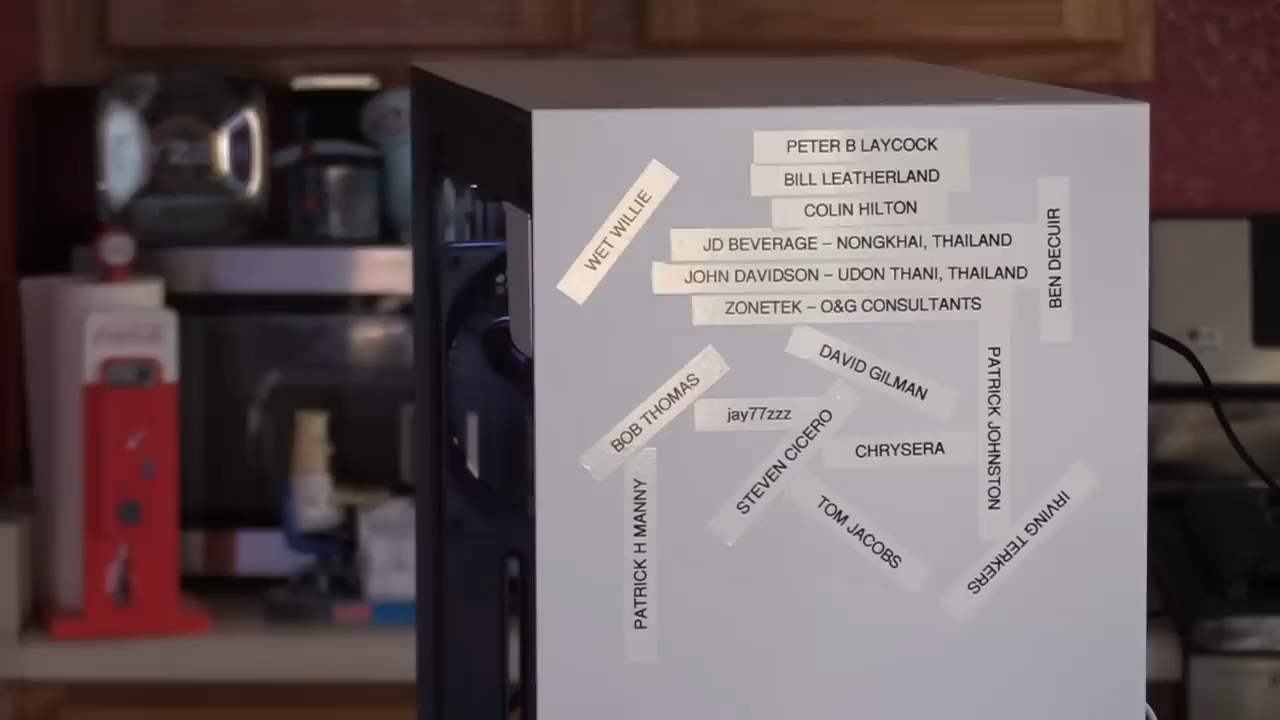 PETER B LAYCOCK
BILL LEATHERLAND
COLIN HILTON
WET WILLIE
JD BEVERAGE – NONGKHAI, THAILAND
BEN DECUIR
JOHN DAVIDSON – UDON THANI, THAILAND
ZONETEK – O&G CONSULTANTS
DAVID GILMAN
PATRICK JOHNSTON
BOB THOMAS
jay77zzz
STEVEN CICERO
CHRYSERA
PATRICK H MANNY
TOM JACOBS
IRVING TERKERS